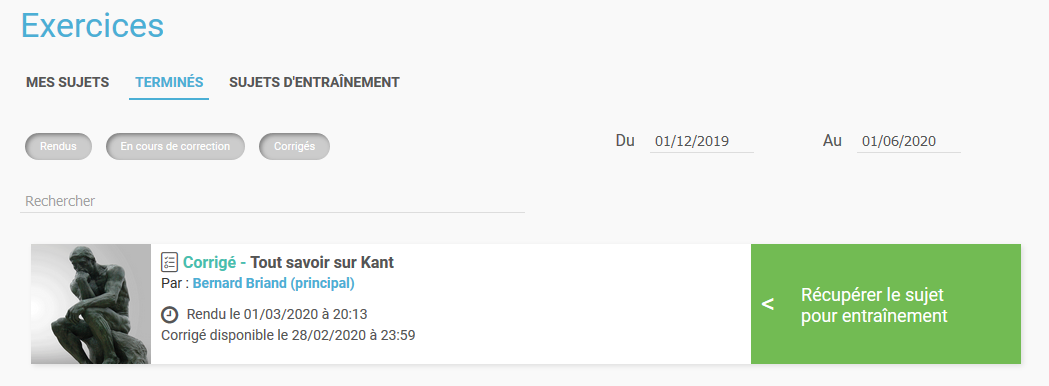 Exercices
MES SUJETS TERMINÉS SUJETS D'ENTRAÎNEMENT
Rendus En cours de correction Corrigés Du 01/12/2019 Au 01/06/2020
Rechercher
Corrigé - Tout savoir sur Kant
Par : Bernard Briand (principal)
Rendu le 01/03/2020 à 20:13
Corrigé disponible le 28/02/2020 à 23:59
< Récupérer le sujet
pour entraînement